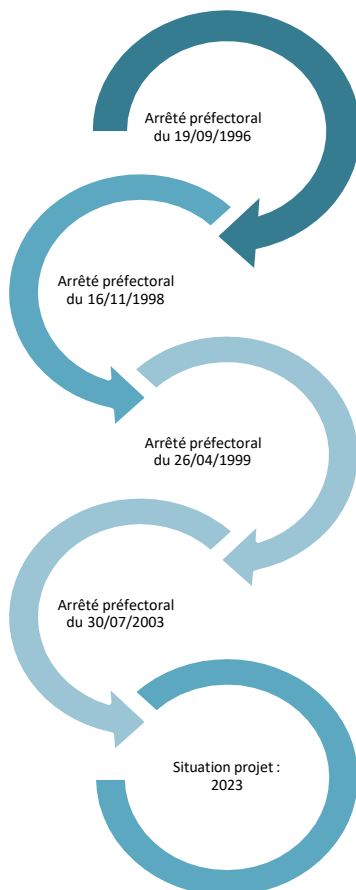 Arrêté préfectoral
du 19/09/1996
Arrêté préfectoral
du 16/11/1998
Arrêté préfectoral
du 26/04/1999
Arrêté préfectoral
du 30/07/2003
Situation projet :
2023